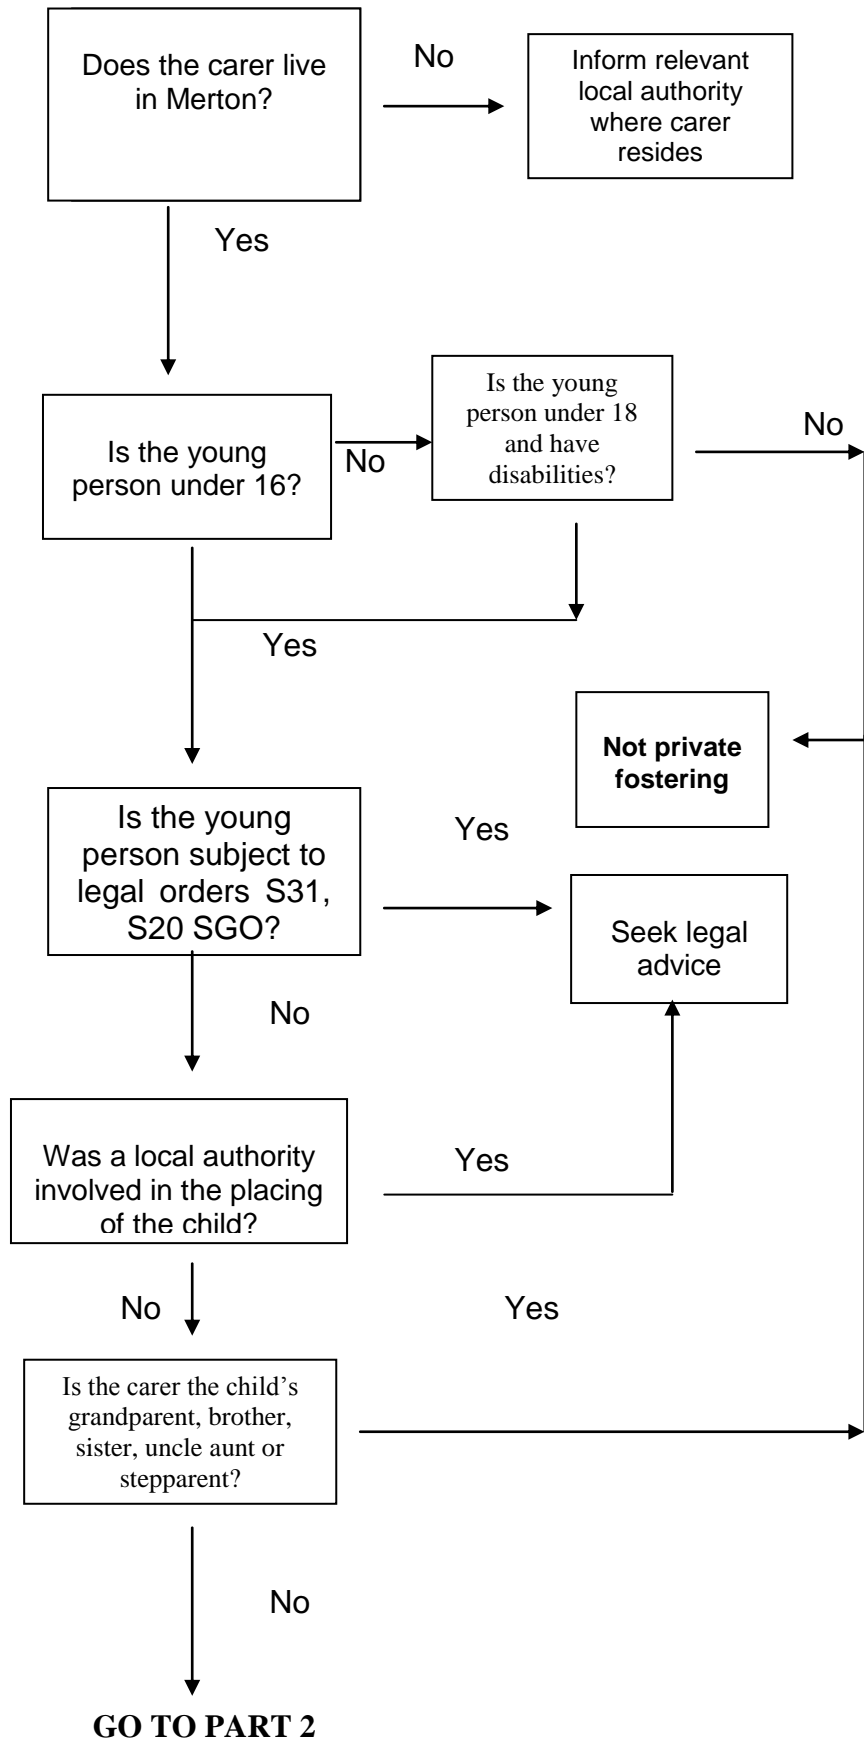 Does the carer live
in Merton?
No
Inform relevant
local authority
where carer
resides
Yes
Is the young
person under 16?
No
Is the young
person under 18
and have
disabilities?
No
Yes
Not private
fostering
Is the young
person subject to
legal orders S31,
S20 SGO?
Yes
Seek legal
advice
No
Was a local authority
involved in the placing
of the child?
Yes
No
Yes
Is the carer the child’s
grandparent, brother,
sister, uncle aunt or
stepparent?
No
GO TO PART 2